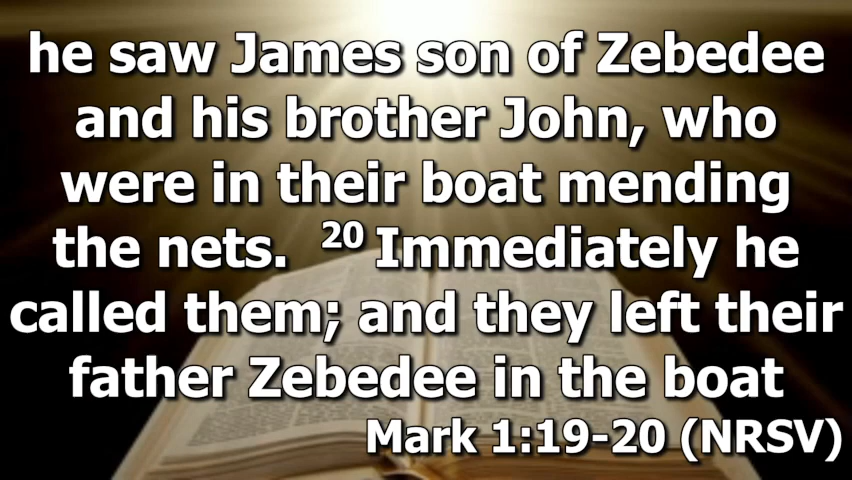 he saw James son of Zebedee
and his brother John, who
were in their boat mending
the nets. 20 Immediately he
called them; and they left their
father Zebedee in the boat
Mark 1:19-20 (NRSV)